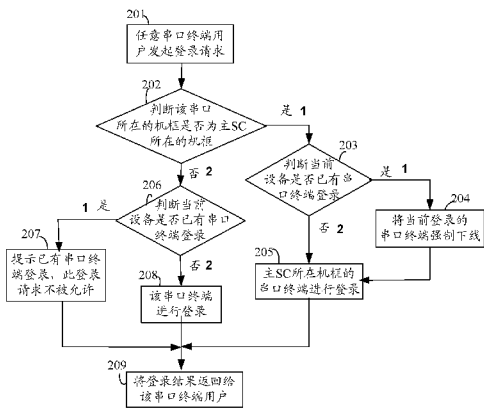 201
任意串口终端用
户发起登录请求
202
判断该串口
所在的机框是否为主SC
所在的机框
是 1
否 2
203
判断当前
设备是否已有串
口终端登录
是 1
否 2
204
将当前登录的
串口终端强制下线
205
主SC所在机框的
串口终端进行登录
206
判断当前
设备是否已有串口
终端登录
1 是
否 2
207
提示已有串口终
端登录，此登录
请求不被允许
208
该串口终端
进行登录
209
将登录结果返回给
该串口终端用户